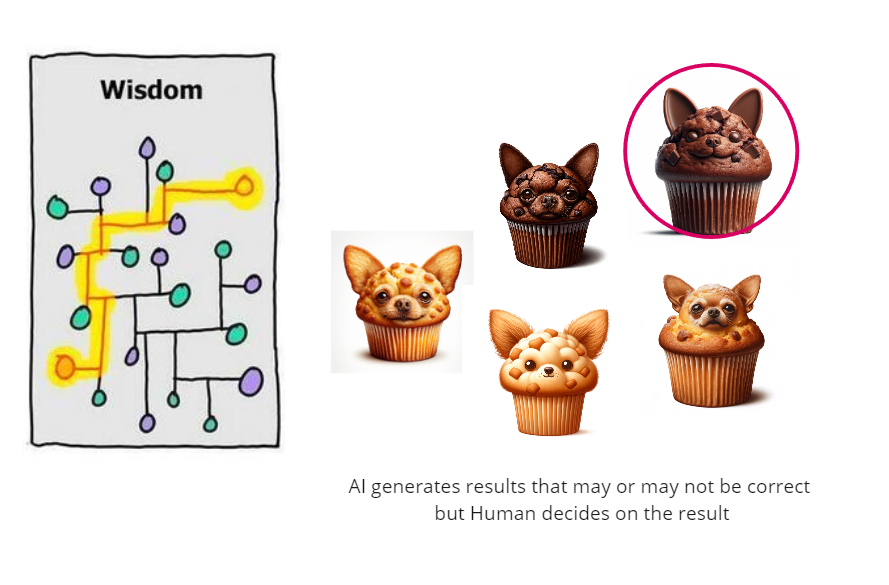 Wisdom
AI generates results that may or may not be correct
but Human decides on the result